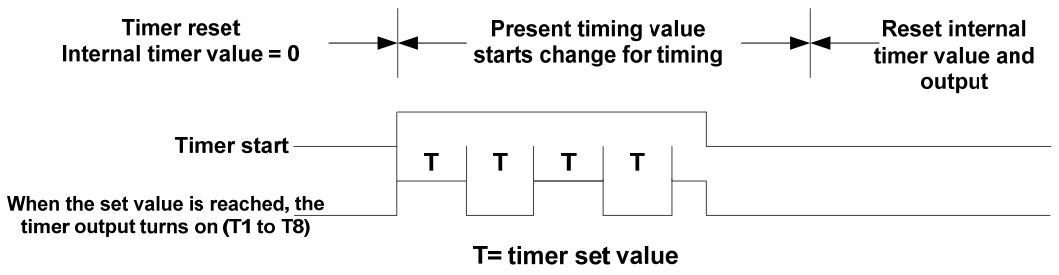 Timer reset
Internal timer value = 0
Present timing value
starts change for timing
Reset internal
timer value and
output
Timer start
T T T T
When the set value is reached, the
timer output turns on (T1 to T8)
T= timer set value